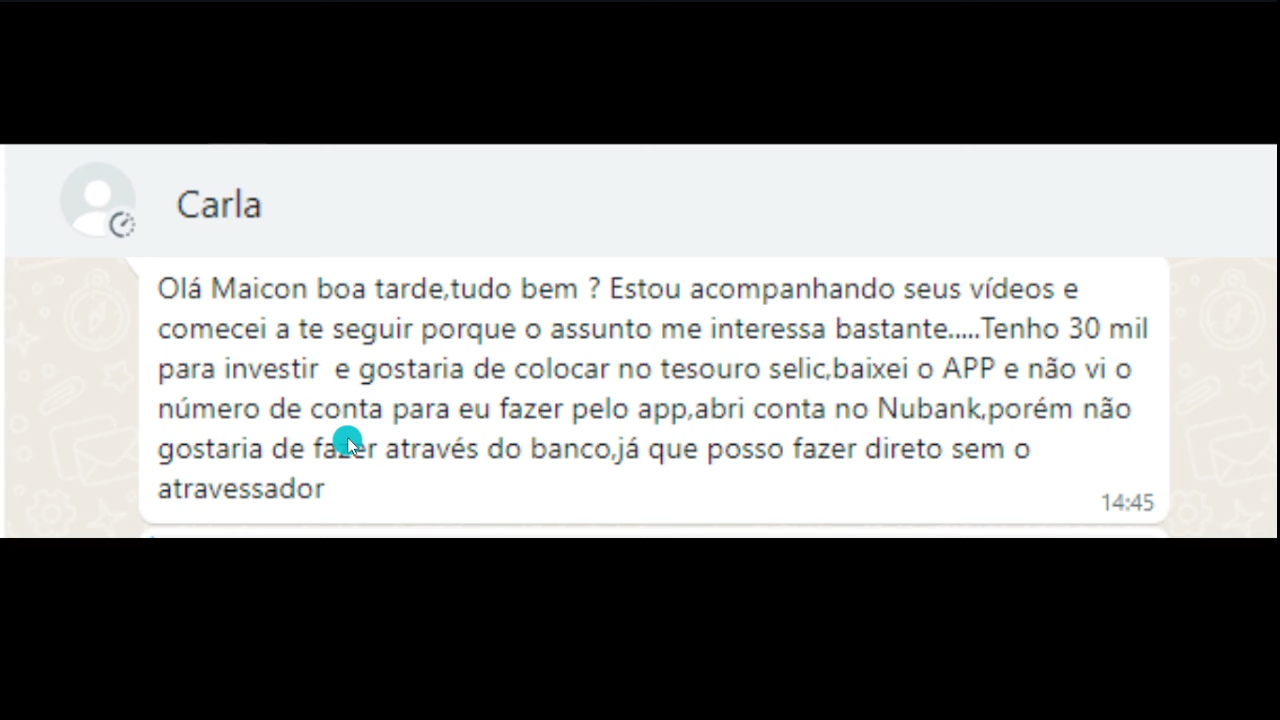 Carla
Olá Maicon boa tarde,tudo bem ? Estou acompanhando seus vídeos e
comecei a te seguir porque o assunto me interessa bastante.....Tenho 30 mil
para investir  e gostaria de colocar no tesouro selic,baixei o APP e não vi o
número de conta para eu fazer pelo app,abri conta no Nubank,porém não
gostaria de fazer através do banco,já que posso fazer direto sem o
atravessador
14:45